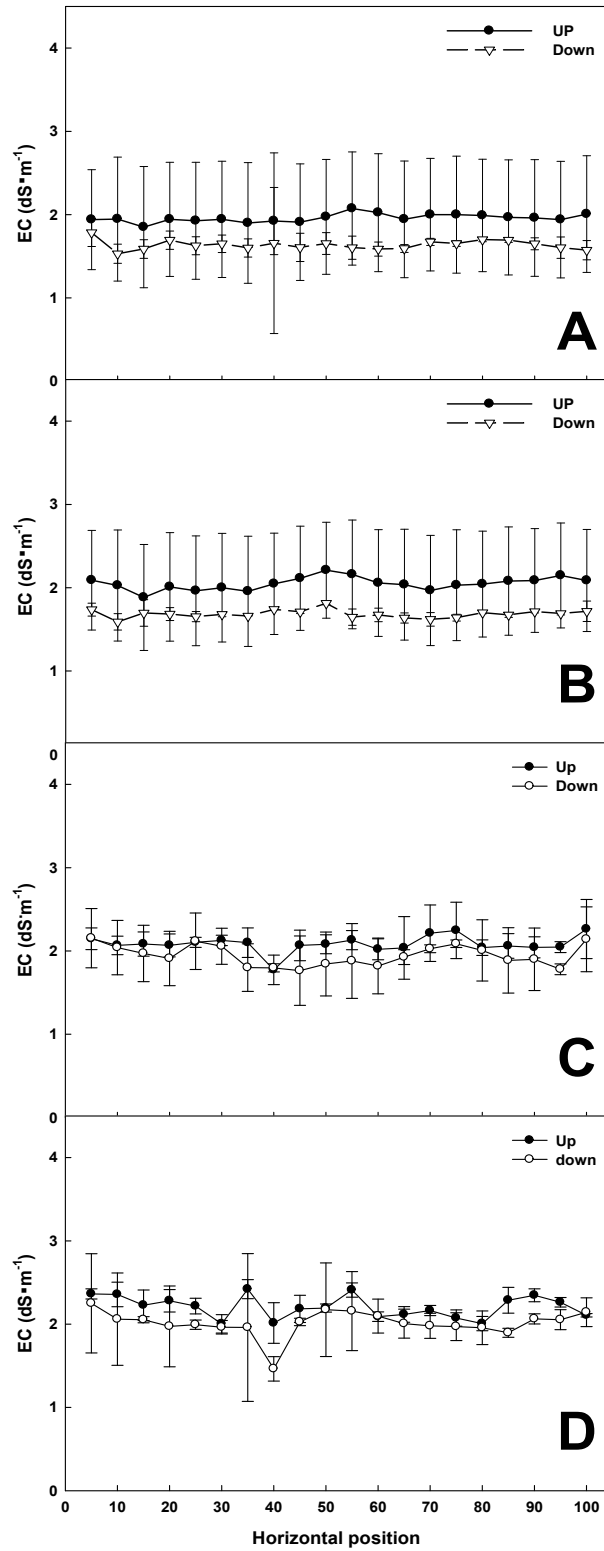 UP
Down
4
3
2
1
0
EC (dS▪m⁻¹)
A
UP
Down
4
3
2
1
0
EC (dS▪m⁻¹)
B
Up
Down
4
3
2
1
0
EC (dS·m⁻¹)
C
Up
down
4
3
2
1
0
EC (dS▪m⁻¹)
D
0 10 20 30 40 50 60 70 80 90 100
Horizontal position